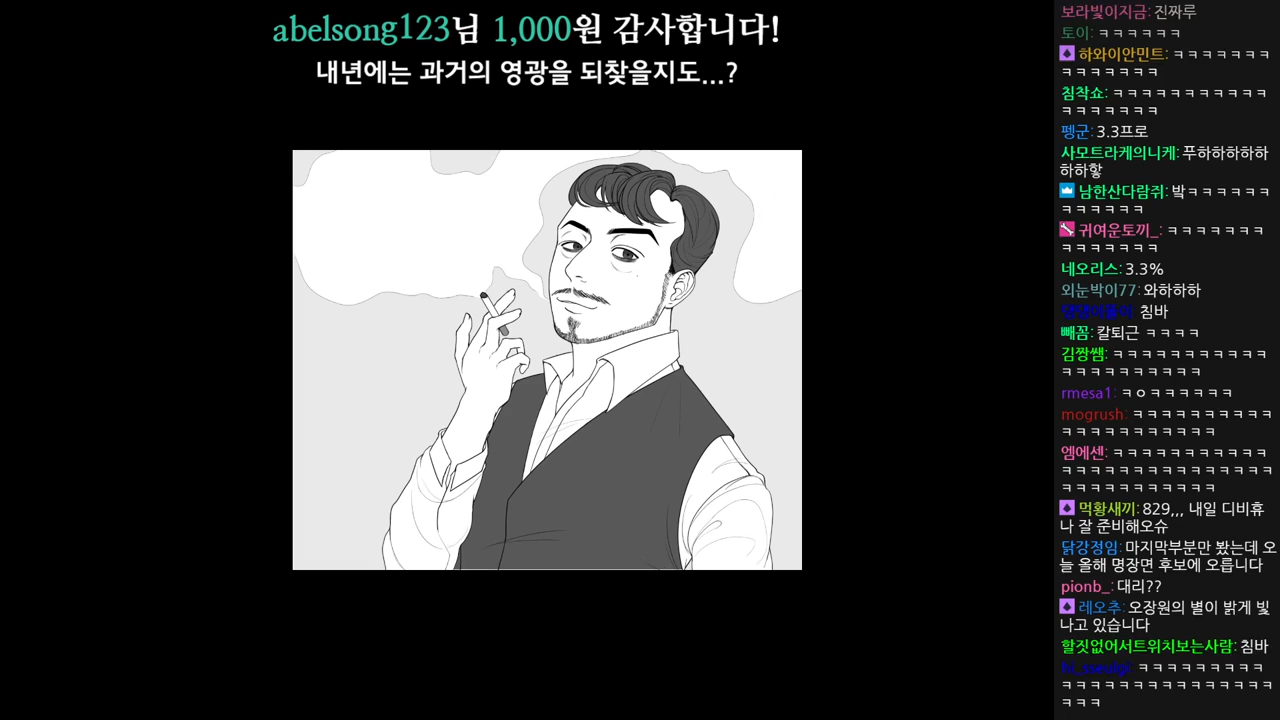 abelsong123님 1,000원 감사합니다!
내년에는 과거의 영광을 되찾을지도...?
보라빛이지금: 진짜루
토이: ㅋㅋㅋㅋㅋㅋ
하와이안민트: ㅋㅋㅋㅋㅋㅋㅋ
ㅋㅋㅋㅋㅋㅋㅋ
침착쇼: ㅋㅋㅋㅋㅋㅋㅋㅋㅋㅋㅋ
ㅋㅋㅋㅋㅋㅋㅋ
펭군: 3.3프로
사모트라케의니케: 푸하하하하하
하하핳
남한산다람쥐: 밬ㅋㅋㅋㅋㅋㅋ
ㅋㅋㅋㅋㅋㅋ
귀여운토끼_: ㅋㅋㅋㅋㅋㅋㅋ
ㅋㅋㅋㅋㅋㅋㅋ
네오리스: 3.3%
외눈박이77: 와하하하
침바
빼꼼: 칼퇴근 ㅋㅋㅋㅋ
김짱쌤: ㅋㅋㅋㅋㅋㅋㅋㅋㅋㅋㅋ
ㅋㅋㅋㅋㅋㅋㅋㅋㅋㅋ
rmesa1: ㅋㅇㅋㅋㅋㅋㅋㅋ
mogrush: ㅋㅋㅋㅋㅋㅋㅋㅋㅋㅋ
ㅋㅋㅋㅋㅋㅋㅋㅋㅋㅋㅋ
엠에센: ㅋㅋㅋㅋㅋㅋㅋㅋㅋㅋㅋ
ㅋㅋㅋㅋㅋㅋㅋㅋㅋㅋㅋㅋㅋㅋㅋ
ㅋㅋㅋㅋㅋㅋㅋㅋㅋㅋㅋ
먹황새끼: 829,,, 내일 디비휴
나 잘 준비해오슈
닭강정임: 마지막부분만 봤는데 오
늘 올해 명장면 후보에 오릅니다
pionb_: 대리??
레오추: 오장원의 별이 밝게 빛
나고 있습니다
할짓없어서트위치보는사람: 침바
ㅋㅋㅋㅋㅋㅋㅋㅋㅋ
ㅋㅋㅋㅋㅋㅋㅋㅋㅋㅋㅋㅋㅋㅋㅋ
ㅋㅋㅋ